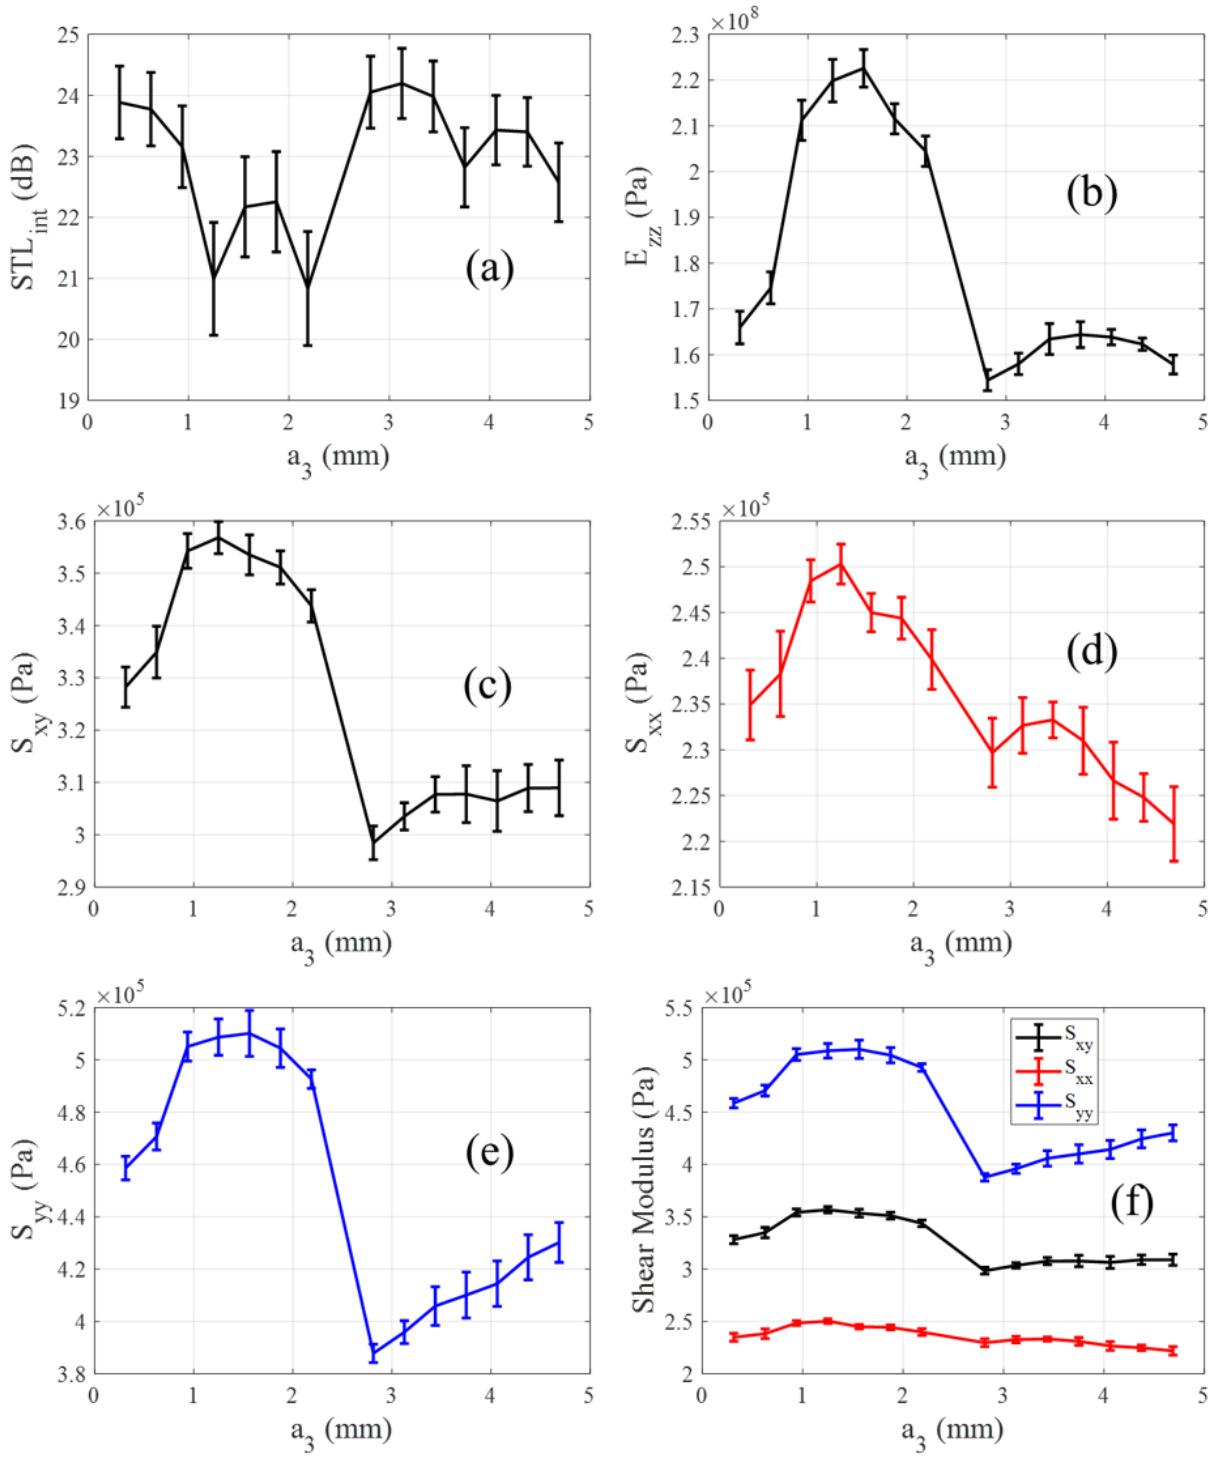 25
24
23
22
21
20
19
0 1 2 3 4 5
STL_int (dB)
a_3 (mm)
(a)
×10^8
2.3
2.2
2.1
2
1.9
1.8
1.7
1.6
1.5
0 1 2 3 4 5
E_zz (Pa)
a_3 (mm)
(b)
×10^5
3.6
3.5
3.4
3.3
3.2
3.1
3
2.9
0 1 2 3 4 5
S_xy (Pa)
a_3 (mm)
(c)
×10^5
2.55
2.5
2.45
2.4
2.35
2.3
2.25
2.2
2.15
0 1 2 3 4 5
S_xx (Pa)
a_3 (mm)
(d)
×10^5
5.2
5
4.8
4.6
4.4
4.2
4
3.8
0 1 2 3 4 5
S_yy (Pa)
a_3 (mm)
(e)
×10^5
5.5
5
4.5
4
3.5
3
2.5
2
0 1 2 3 4 5
Shear Modulus (Pa)
a_3 (mm)
S_xy
S_xx
S_yy
(f)